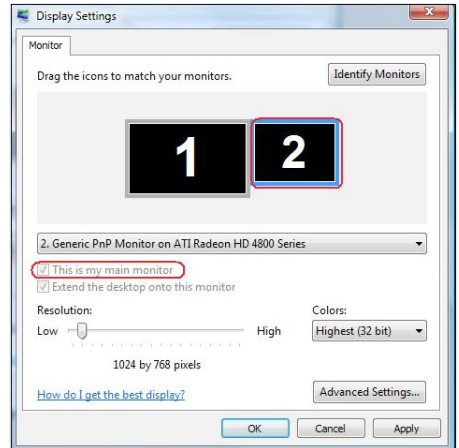 Display Settings
Monitor
Drag the icons to match your monitors.
Identify Monitors
1
2
2. Generic PnP Monitor on ATI Radeon HD 4800 Series
This is my main monitor
Extend the desktop onto this monitor
Resolution:
Colors:
Low
High
Highest (32 bit)
1024 by 768 pixels
How do I get the best display?
Advanced Settings...
OK
Cancel
Apply